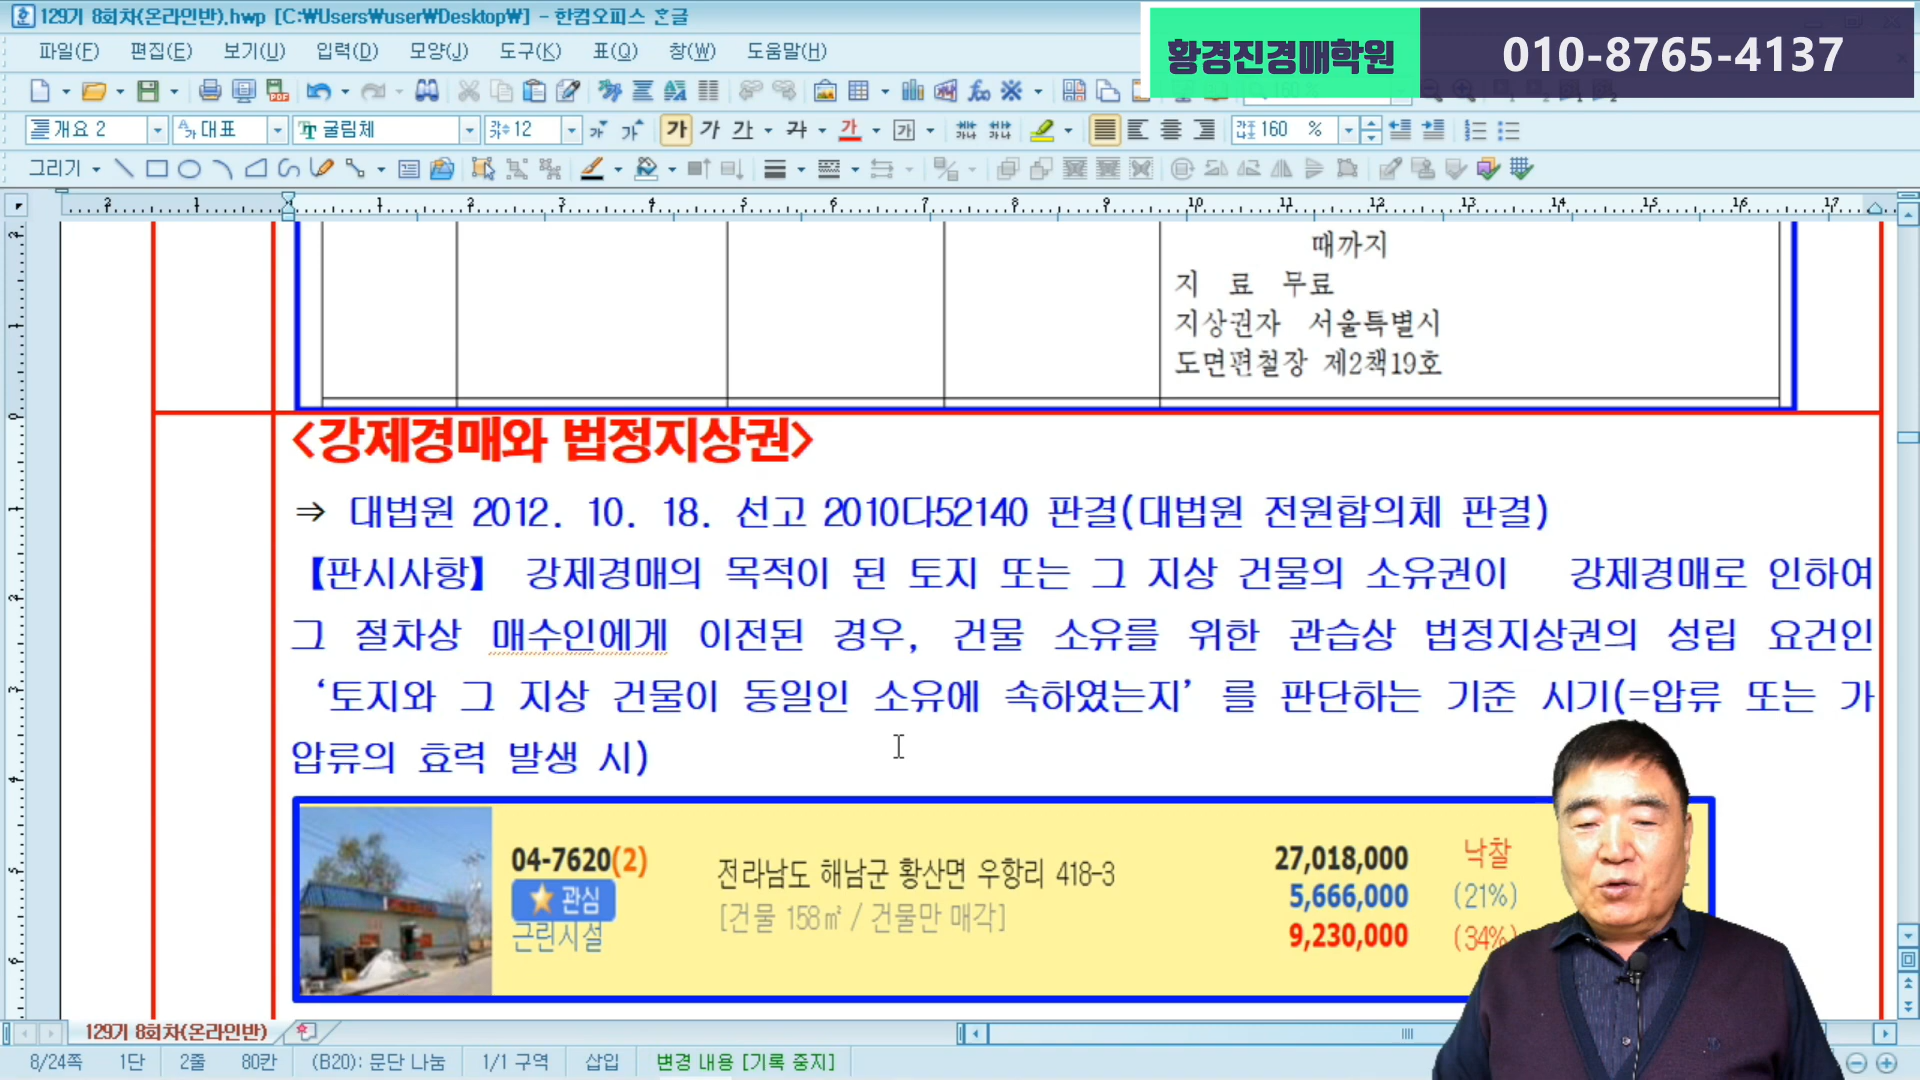 129기 8회차(온라인반).hwp [C:₩Users₩user₩Desktop₩] - 한컴오피스 한글
황경진경매학원
010-8765-4137
파일(F) 편집(E) 보기(U) 입력(D) 모양(J) 도구(K) 표(Q) 창(W) 도움말(H)
개요 2 대표 굴림체 12 가 가 가 가 가 가 160 %
그리기
때까지
지 료 무료
지상권자 서울특별시
도면편철장 제2책19호
<강제경매와 법정지상권>
⇒ 대법원 2012. 10. 18. 선고 2010다52140 판결(대법원 전원합의체 판결)
【판시사항】 강제경매의 목적이 된 토지 또는 그 지상 건물의 소유권이 강제경매로 인하여
그 절차상 매수인에게 이전된 경우, 건물 소유를 위한 관습상 법정지상권의 성립 요건인
‘토지와 그 지상 건물이 동일인 소유에 속하였는지’를 판단하는 기준 시기(=압류 또는 가
압류의 효력 발생 시)
04-7620(2)
관심
근린시설
전라남도 해남군 황산면 우항리 418-3
[건물 158㎡ / 건물만 매각]
27,018,000 낙찰
5,666,000 (21%)
9,230,000 (34%)
129기 8회차(온라인반)
8/24쪽 1단 2줄 80칸 (B20): 문단 나눔 1/1 구역 삽입 변경 내용 [기록 중지]